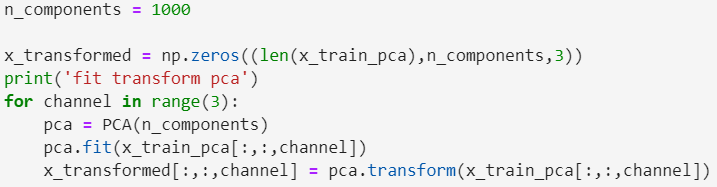 n_components = 1000
x_transformed = np.zeros((len(x_train_pca),n_components,3))
print('fit transform pca')
for channel in range(3):
    pca = PCA(n_components)
    pca.fit(x_train_pca[:,:,channel])
    x_transformed[:,:,channel] = pca.transform(x_train_pca[:,:,channel])